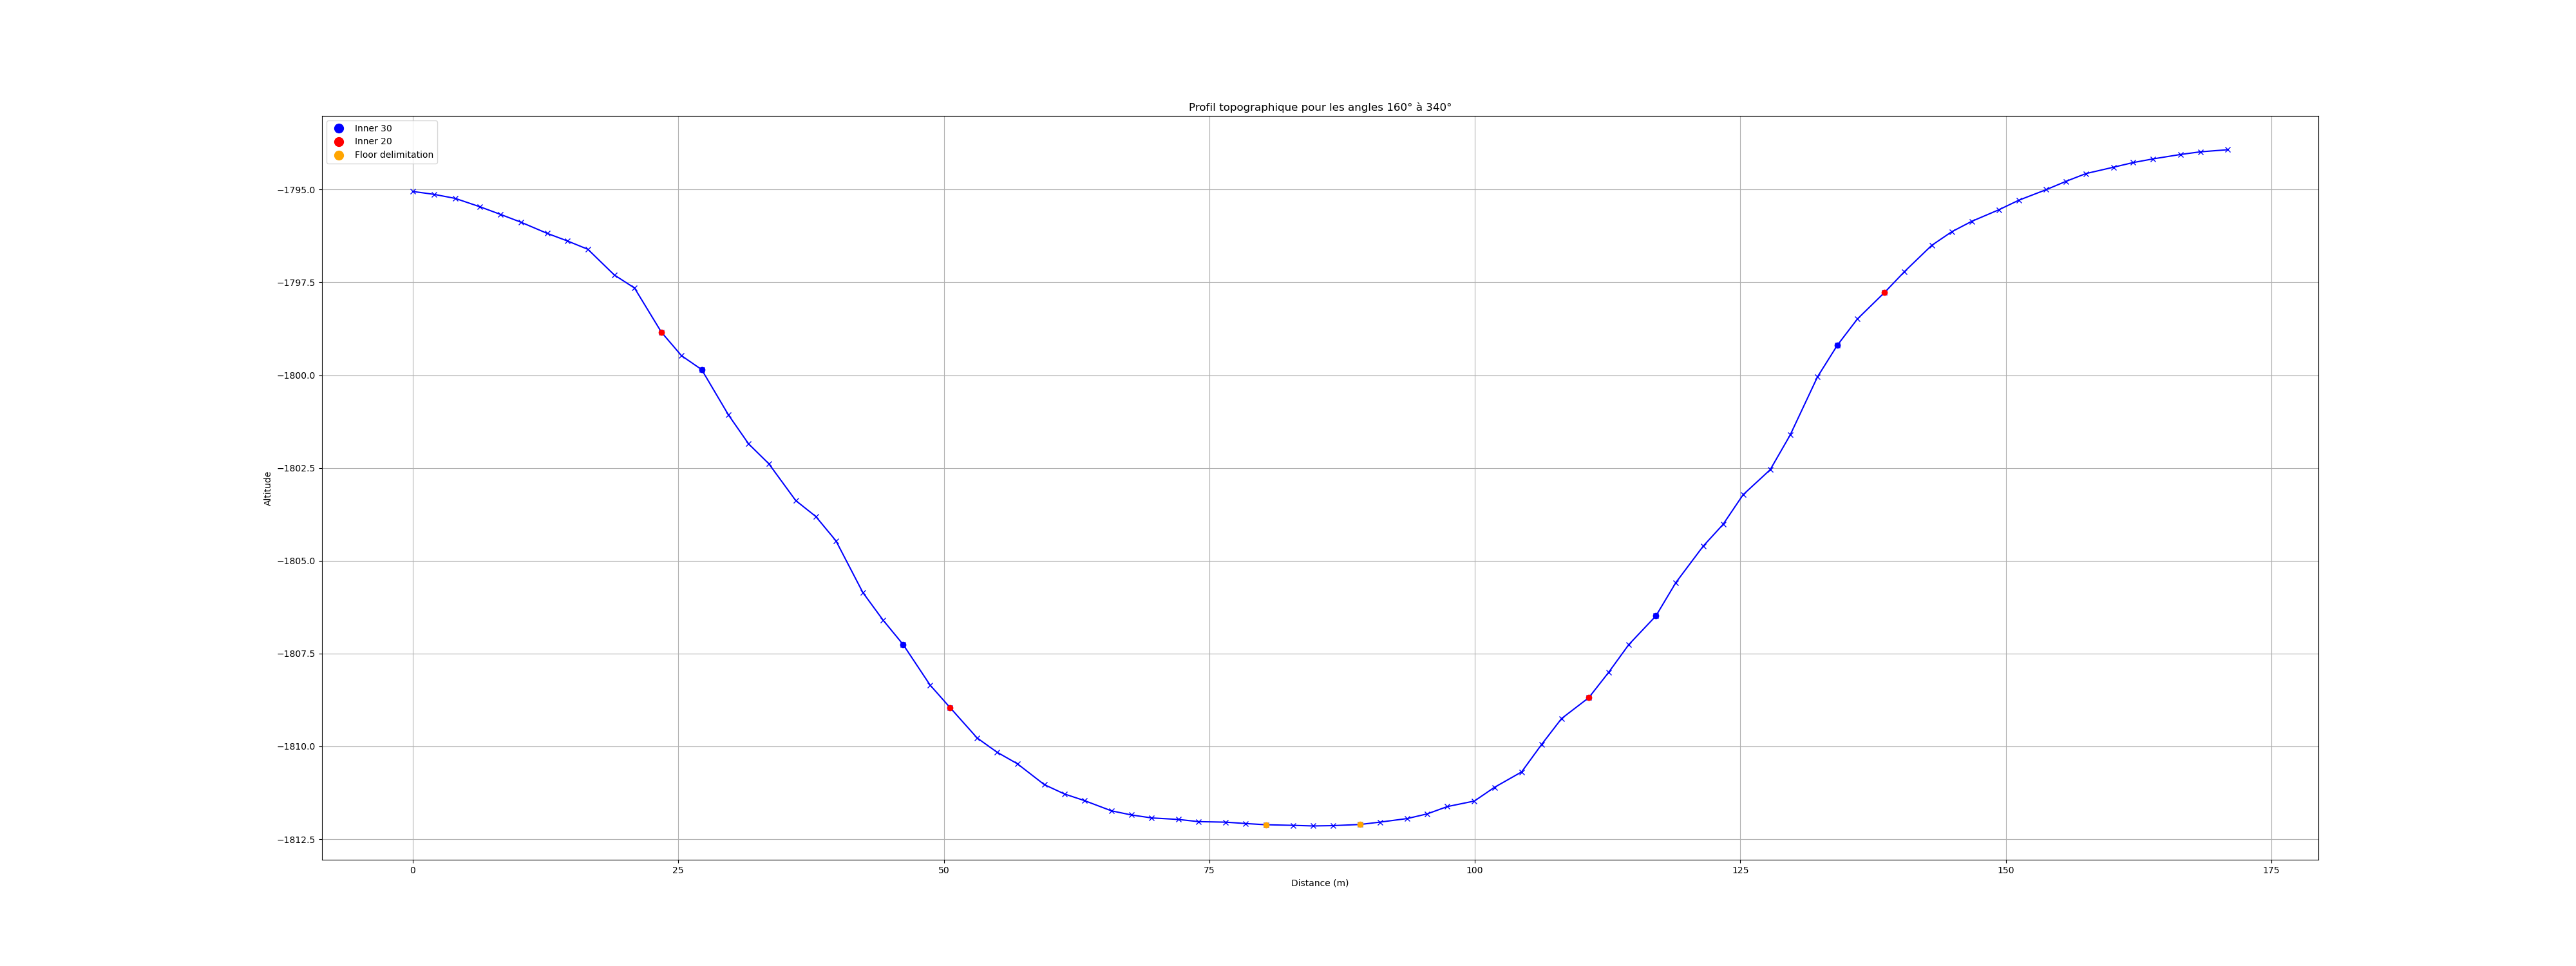 Profil topographique pour les angles 160° à 340°
Inner 30
Inner 20
Floor delimitation
−1795.0
−1797.5
−1800.0
−1802.5
−1805.0
−1807.5
−1810.0
−1812.5
Altitude
0 25 50 75 100 125 150 175
Distance (m)